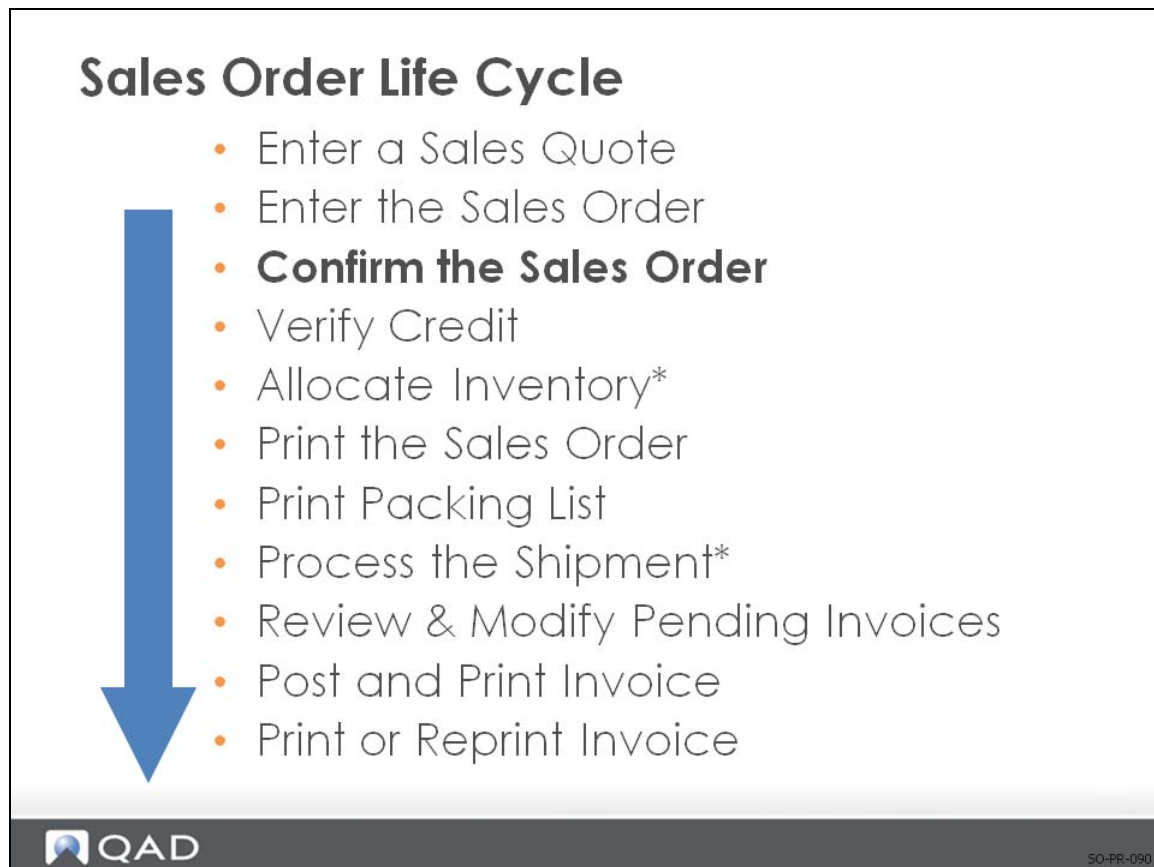 Sales Order Life Cycle
• Enter a Sales Quote
• Enter the Sales Order
• Confirm the Sales Order
• Verify Credit
• Allocate Inventory*
• Print the Sales Order
• Print Packing List
• Process the Shipment*
• Review & Modify Pending Invoices
• Post and Print Invoice
• Print or Reprint Invoice
QAD
SO-PR-090